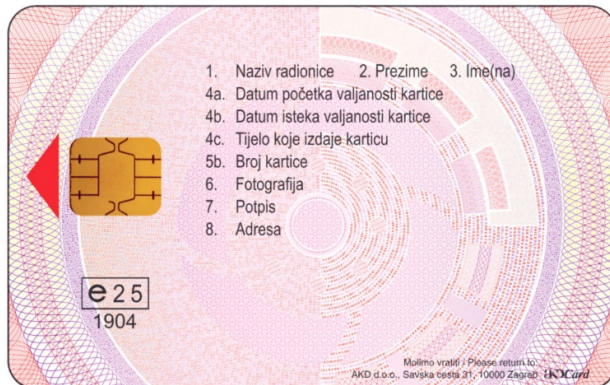 1. Naziv radionice 2. Prezime 3. Ime(na)
4a. Datum početka valjanosti kartice
4b. Datum isteka valjanosti kartice
4c. Tijelo koje izdaje karticu
5b. Broj kartice
6. Fotografija
7. Potpis
8. Adresa
e25
1904
Molimo vratiti - Please return to:
AKD d.o.o., Savska cesta 31, 10000 Zagreb AKDCard